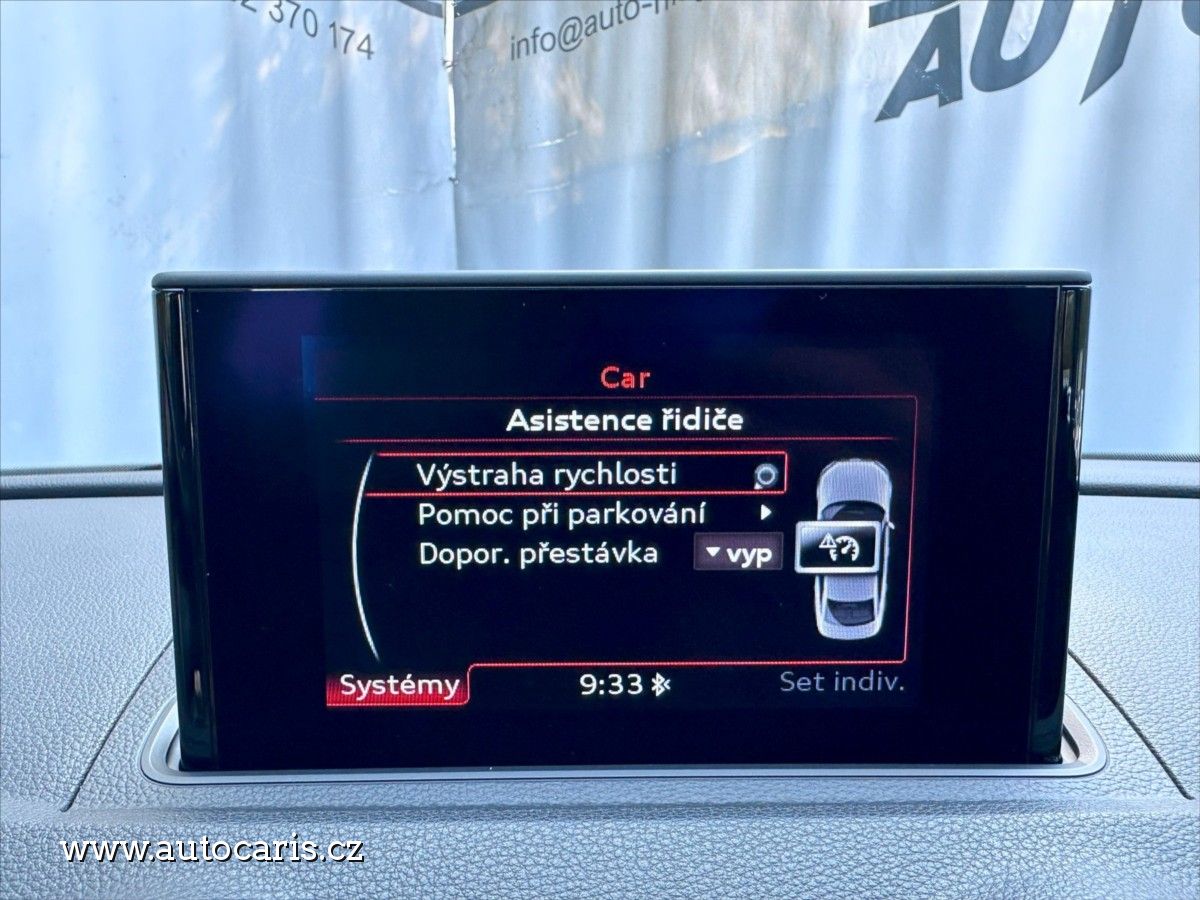 370 174
info@auto-
AUTO
Car
Asistence řidiče
Výstraha rychlosti
Pomoc při parkování
Dopor. přestávka vyp
Systémy 9:33 Set indiv.
www.autocaris.cz